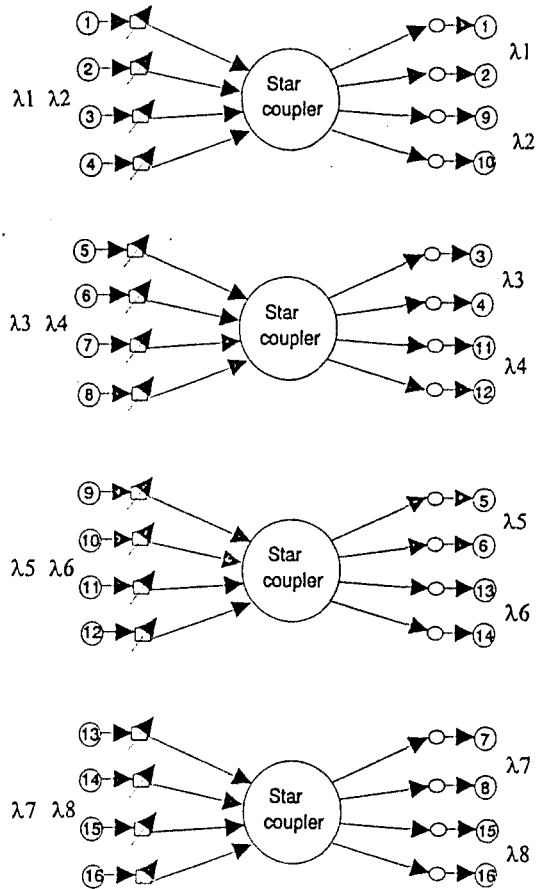 1 1
λ1
2 Star 2
λ1 λ2 coupler
3 9
λ2
4 10
5 3
λ3
6 Star 4
λ3 λ4 coupler
7 11
λ4
8 12
9 5
λ5
10 Star 6
λ5 λ6 coupler
11 13
λ6
12 14
13 7
λ7
14 Star 8
λ7 λ8 coupler
15 15
λ8
16 16